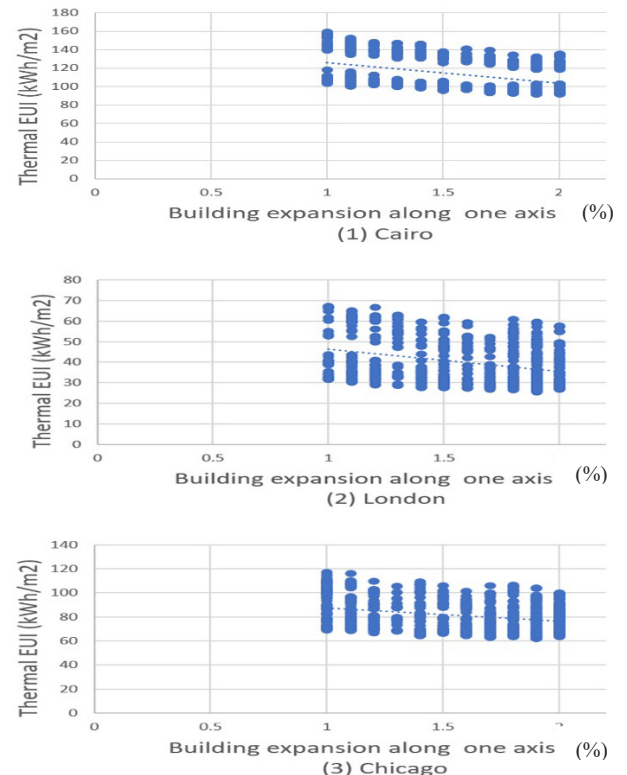 Thermal EUI (kWh/m2)
180
160
140
120
100
80
60
40
20
0
0 0.5 1 1.5 2
Building expansion along one axis (%)
(1) Cairo
Thermal EUI (kWh/m2)
80
70
60
50
40
30
20
10
0
0 0.5 1 1.5 2
Building expansion along one axis (%)
(2) London
Thermal EUI (kWh/m2)
140
120
100
80
60
40
20
0
0 0.5 1 1.5 2
Building expansion along one axis (%)
(3) Chicago